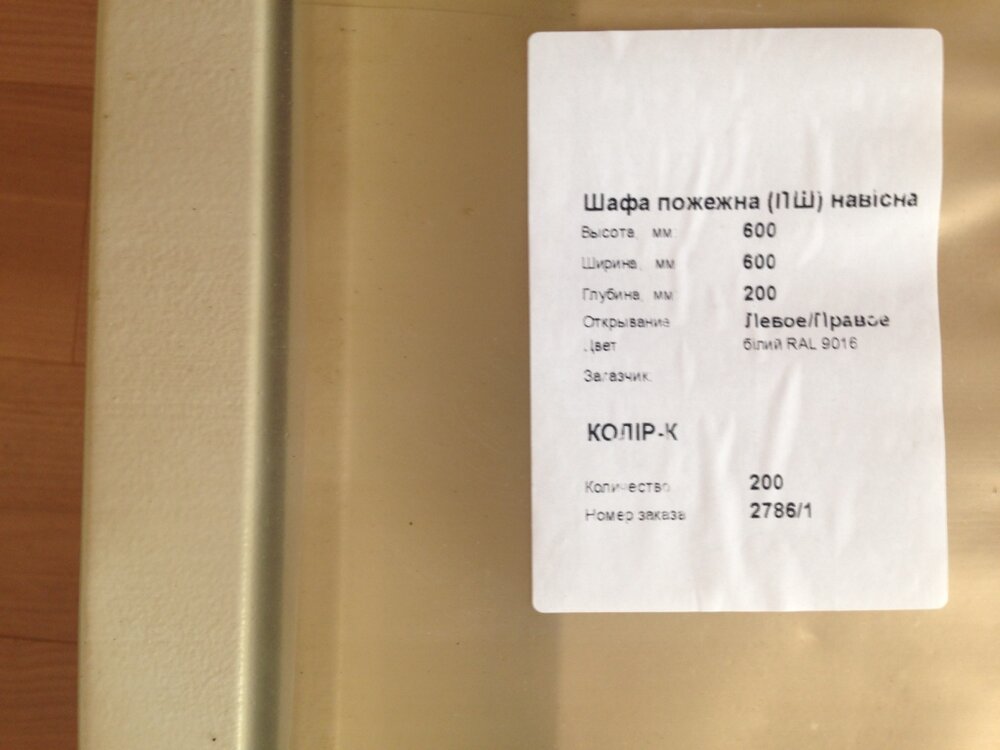 Шафа пожежна (ПШ) навісна
Высота, мм 600
Ширина, мм 600
Глубина, мм 200
Открывание Левое/Правое
Цвет білий RAL 9016
Заказчик:
КОЛІР-К
Количество 200
Номер заказа 2786/1